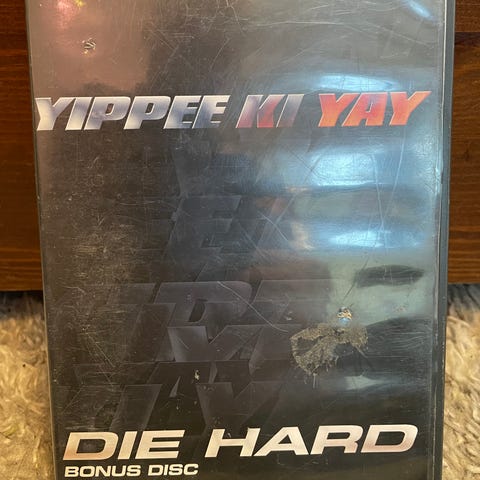 YIPPEE KI YAY
DIE HARD
BONUS DISC